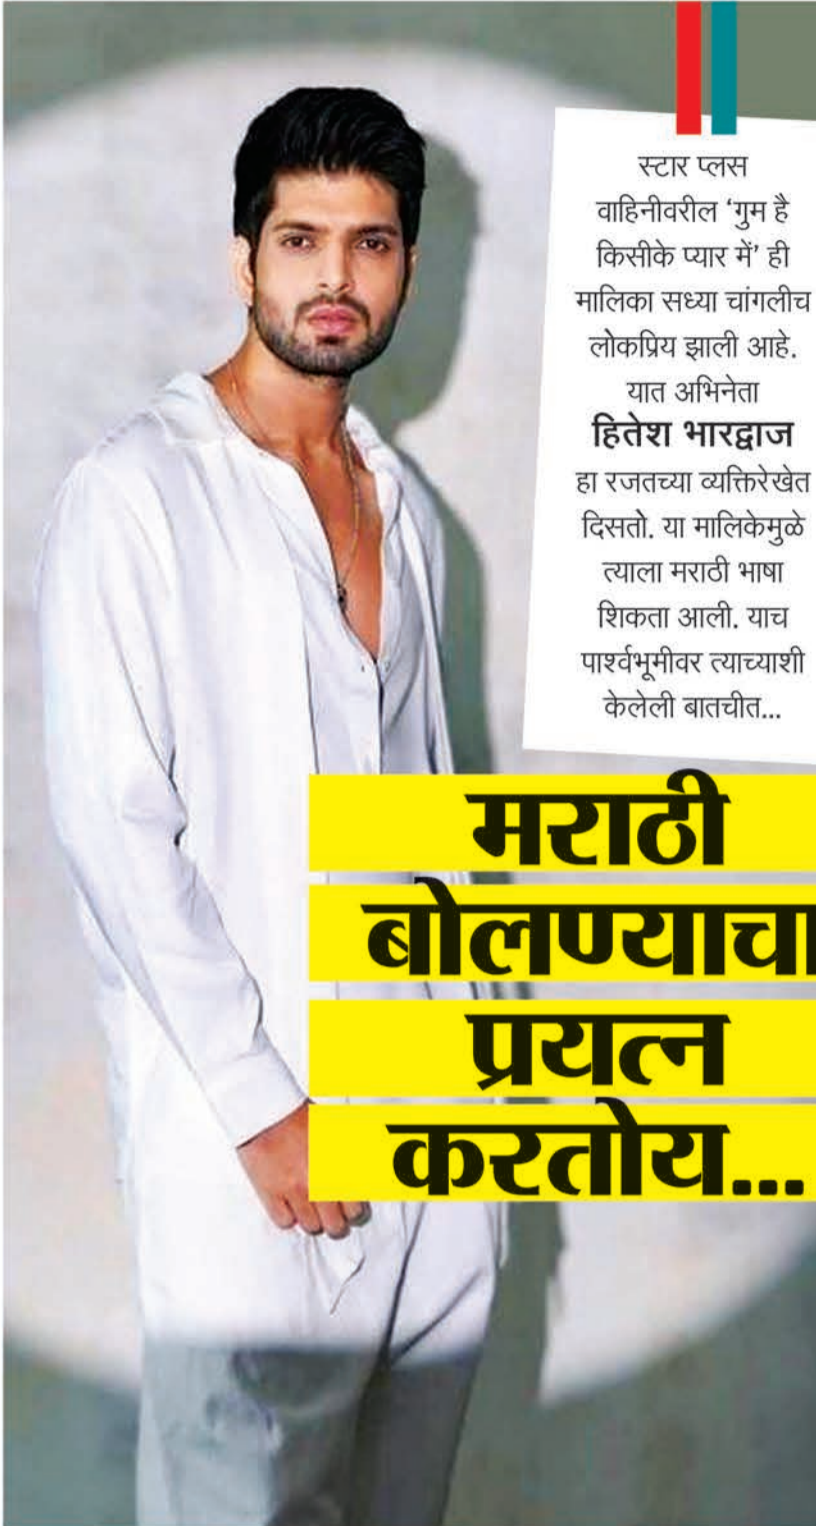 स्टार प्लस
वाहिनीवरील ‘गुम है
किसीके प्यार में’ ही
मालिका सध्या चांगलीच
लोकप्रिय झाली आहे.
यात अभिनेता
हितेश भारद्वाज
हा रजतच्या व्यक्तिरेखेत
दिसतो. या मालिकेमुळे
त्याला मराठी भाषा
शिकता आली. याच
पार्श्वभूमीवर त्याच्याशी
केलेली बातचीत...
मराठी
बोलण्याचा
प्रयत्न
करतोय...